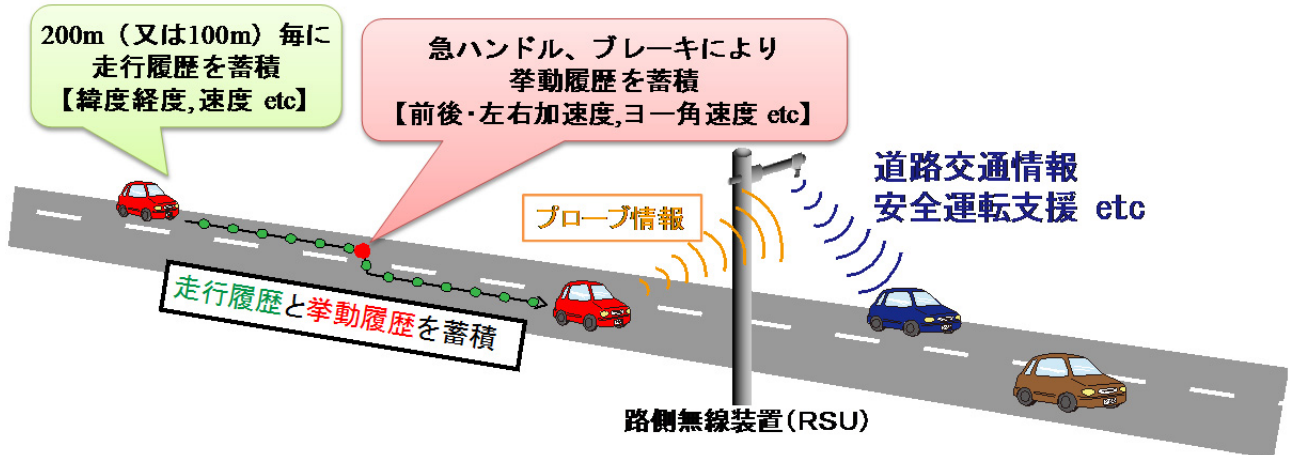 200m（又は100m）毎に
走行履歴を蓄積
【緯度経度,速度 etc】
急ハンドル、ブレーキにより
挙動履歴を蓄積
【前後・左右加速度,ヨー角速度 etc】
道路交通情報
安全運転支援 etc
プローブ情報
走行履歴と挙動履歴を蓄積
路側無線装置(RSU)